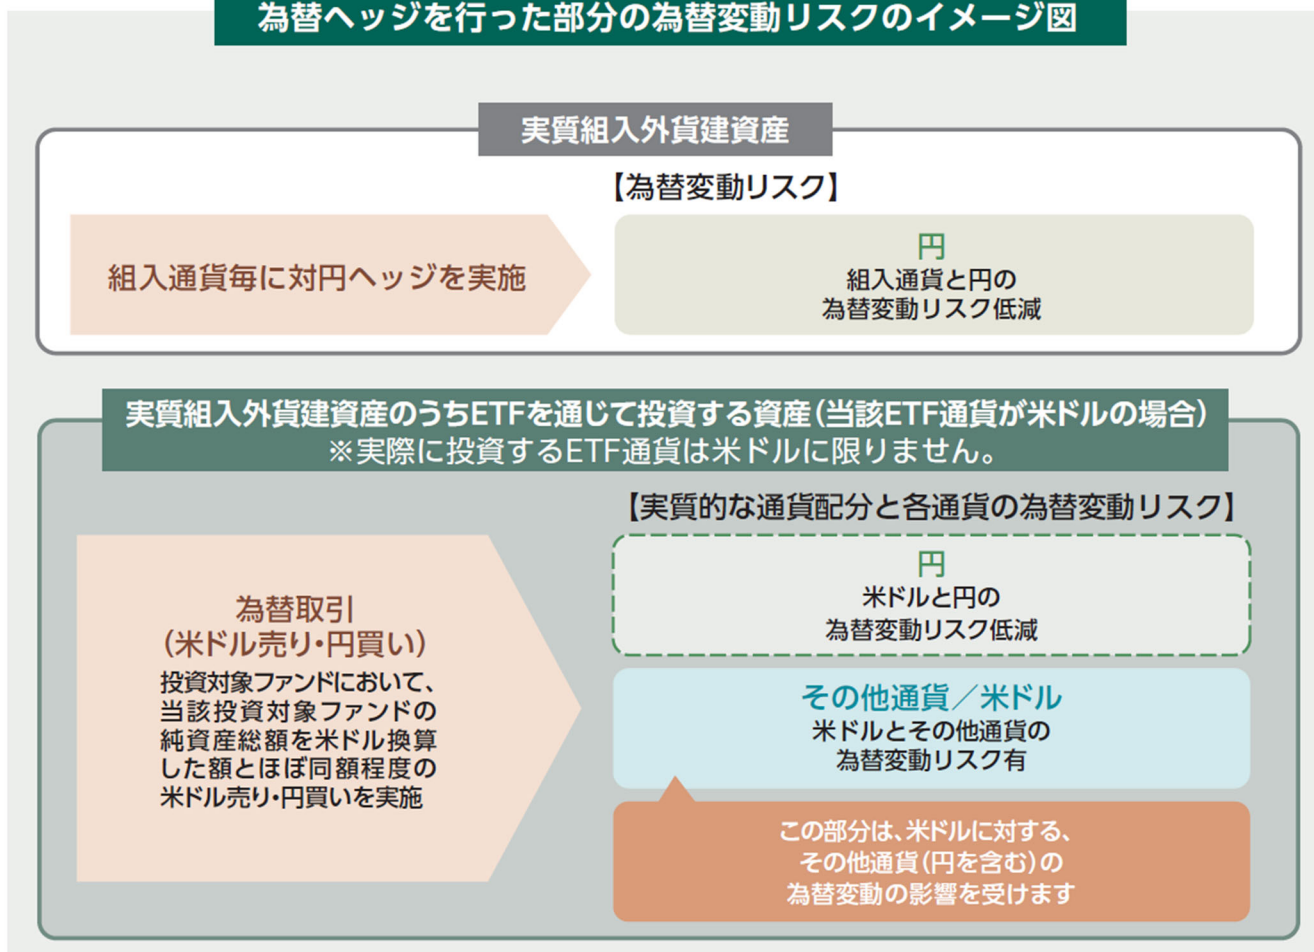 為替ヘッジを行った部分の為替変動リスクのイメージ図
実質組入外貨建資産
【為替変動リスク】
組入通貨毎に対円ヘッジを実施
円
組入通貨と円の
為替変動リスク低減
実質組入外貨建資産のうちETFを通じて投資する資産(当該ETF通貨が米ドルの場合)
※実際に投資するETF通貨は米ドルに限りません。
【実質的な通貨配分と各通貨の為替変動リスク】
為替取引
(米ドル売り・円買い)
投資対象ファンドにおいて、
当該投資対象ファンドの
純資産総額を米ドル換算
した額とほぼ同額程度の
米ドル売り・円買いを実施
円
米ドルと円の
為替変動リスク低減
その他通貨/米ドル
米ドルとその他通貨の
為替変動リスク有
この部分は、米ドルに対する、
その他通貨(円を含む)の
為替変動の影響を受けます